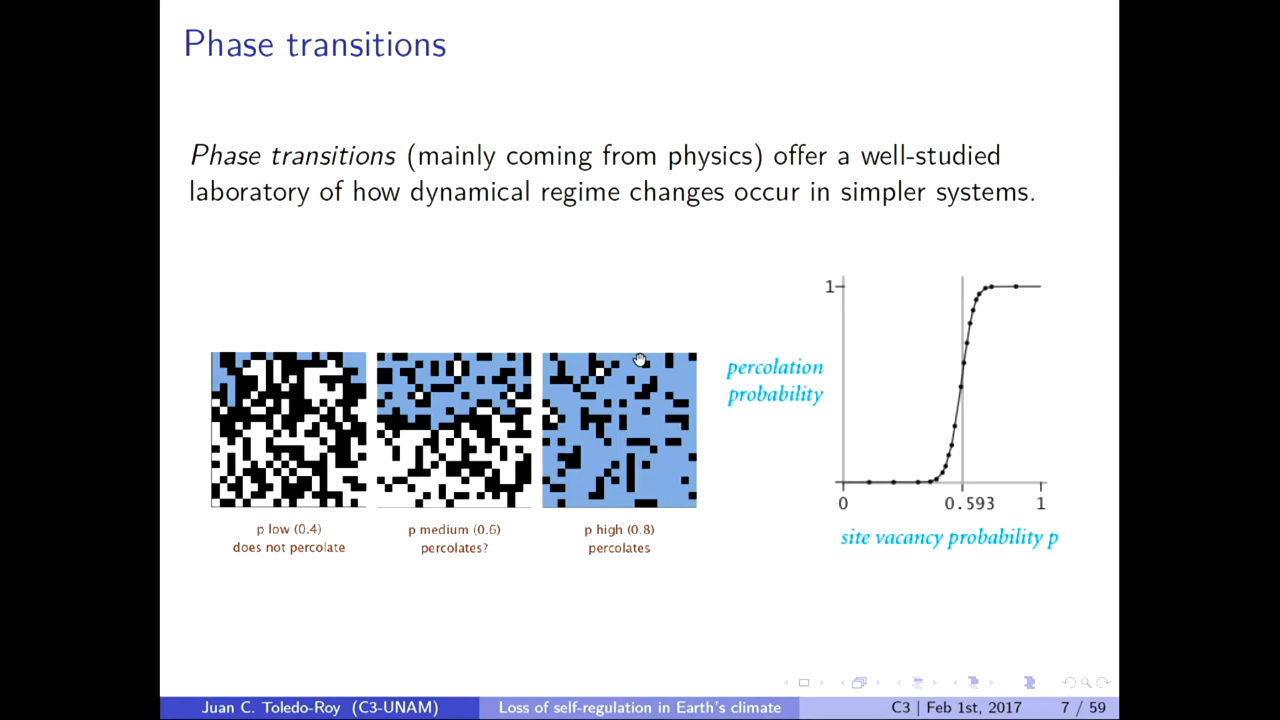 Phase transitions
Phase transitions (mainly coming from physics) offer a well-studied
laboratory of how dynamical regime changes occur in simpler systems.
p low (0.4)
does not percolate
p medium (0.6)
percolates?
p high (0.8)
percolates
1
percolation
probability
0
0.593
1
site vacancy probability p
Juan C. Toledo-Roy (C3-UNAM)
Loss of self-regulation in Earth's climate
C3 | Feb 1st, 2017
7 / 59